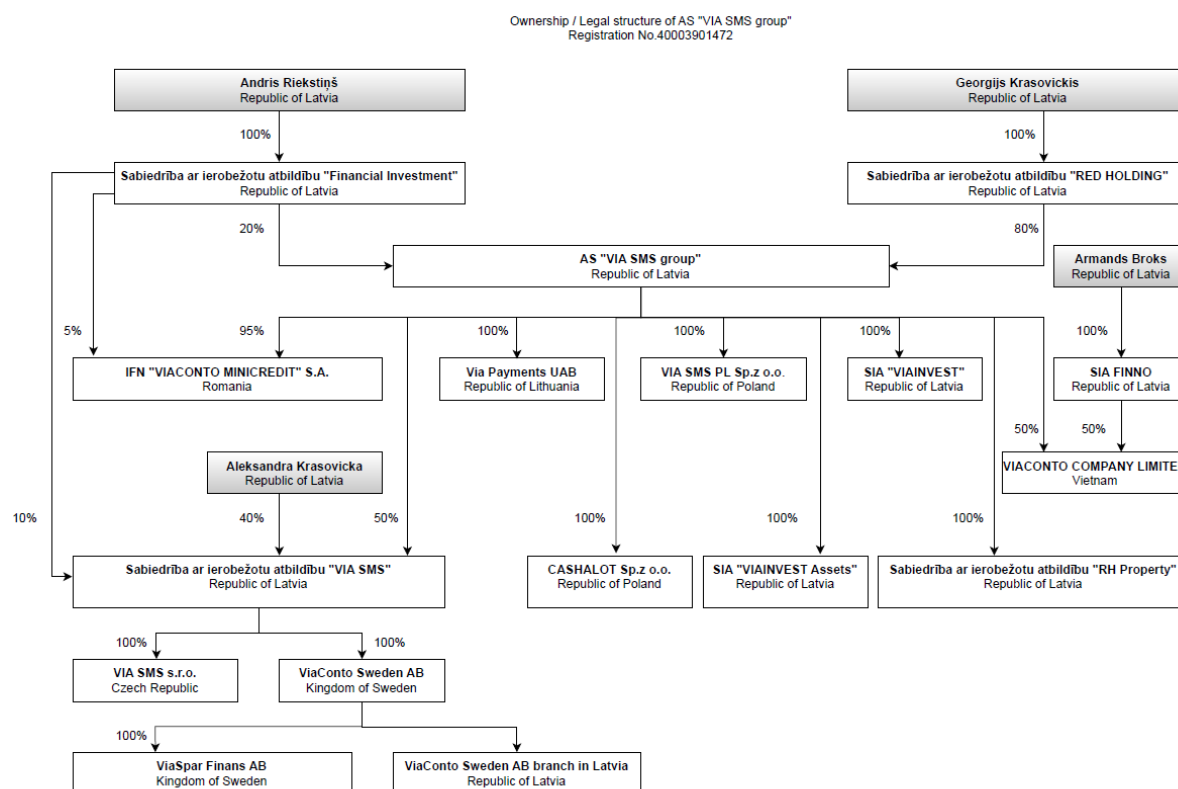 Ownership / Legal structure of AS "VIA SMS group"
Registration No.40003901472
Andris Riekstiņš
Republic of Latvia
Georgijs Krasovickis
Republic of Latvia
100%
100%
Sabiedrība ar ierobežotu atbildību "Financial Investment"
Republic of Latvia
Sabiedrība ar ierobežotu atbildību "RED HOLDING"
Republic of Latvia
20%
80%
AS "VIA SMS group"
Republic of Latvia
Armands Broks
Republic of Latvia
5%
95%
100%
100%
100%
100%
IFN "VIACONTO MINICREDIT" S.A.
Romania
Via Payments UAB
Republic of Lithuania
VIA SMS PL Sp.z o.o.
Republic of Poland
SIA "VIAINVEST"
Republic of Latvia
SIA FINNO
Republic of Latvia
50%
50%
Aleksandra Krasovicka
Republic of Latvia
VIACONTO COMPANY LIMITE
Vietnam
10%
40%
50%
100%
100%
100%
Sabiedrība ar ierobežotu atbildību "VIA SMS"
Republic of Latvia
CASHALOT Sp.z o.o.
Republic of Poland
SIA "VIAINVEST Assets"
Republic of Latvia
Sabiedrība ar ierobežotu atbildību "RH Property"
Republic of Latvia
100%
100%
VIA SMS s.r.o.
Czech Republic
ViaConto Sweden AB
Kingdom of Sweden
100%
ViaSpar Finans AB
Kingdom of Sweden
ViaConto Sweden AB branch in Latvia
Republic of Latvia